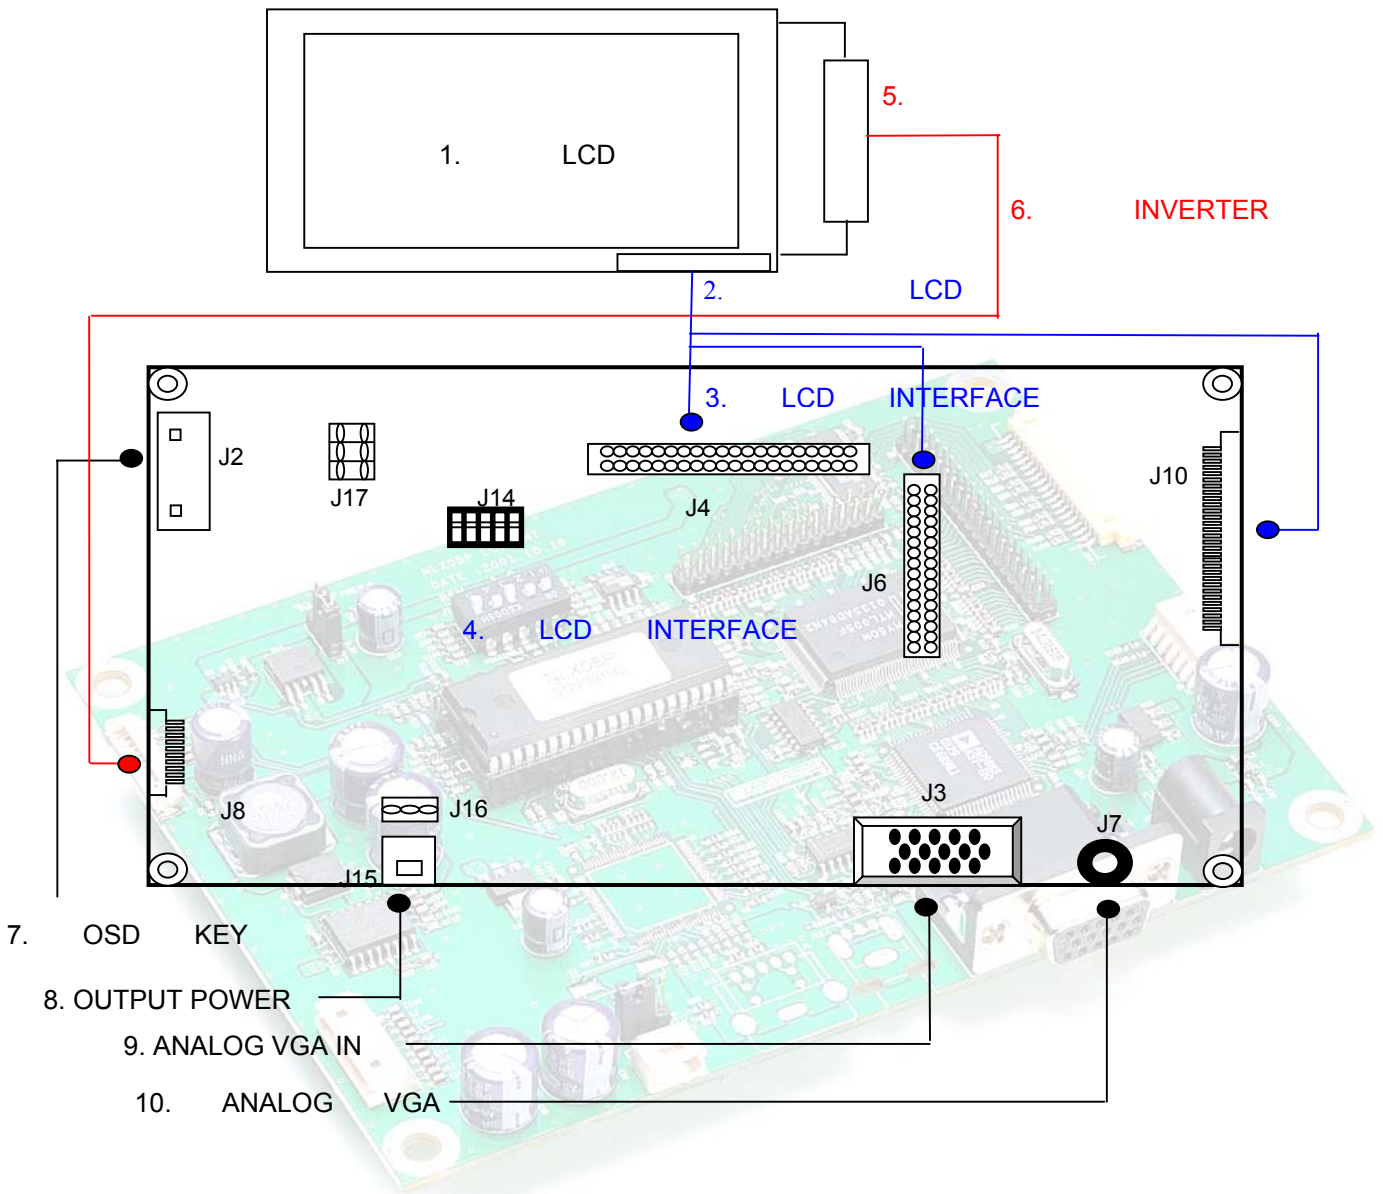 5.
1. LCD
6. INVERTER
2. LCD
3. LCD INTERFACE
J2
J17
J14
J4
J10
J6
4. LCD INTERFACE
J8
J16
J3
J7
J15
7. OSD KEY
8. OUTPUT POWER
9. ANALOG VGA IN
10. ANALOG VGA